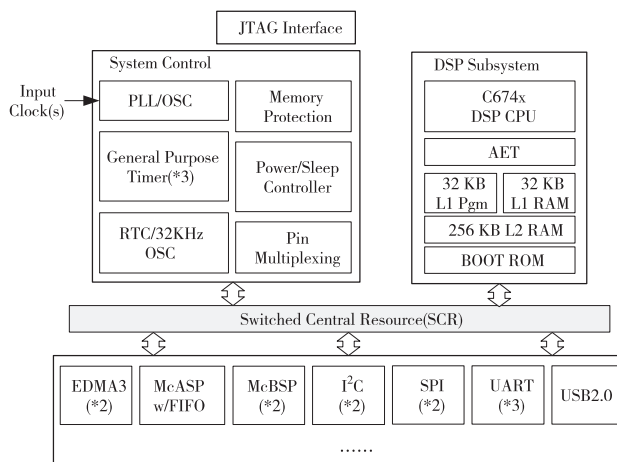 JTAG Interface
System Control
Input
Clock(s)
PLL/OSC
Memory
Protection
General Purpose
Timer(*3)
Power/Sleep
Controller
RTC/32KHz
OSC
Pin
Multiplexing
DSP Subsystem
C674x
DSP CPU
AET
32 KB
L1 Pgm
32 KB
L1 RAM
256 KB L2 RAM
BOOT ROM
Switched Central Resource(SCR)
EDMA3
(*2)
McASP
w/FIFO
McBSP
(*2)
I²C
(*2)
SPI
(*2)
UART
(*3)
USB2.0
……